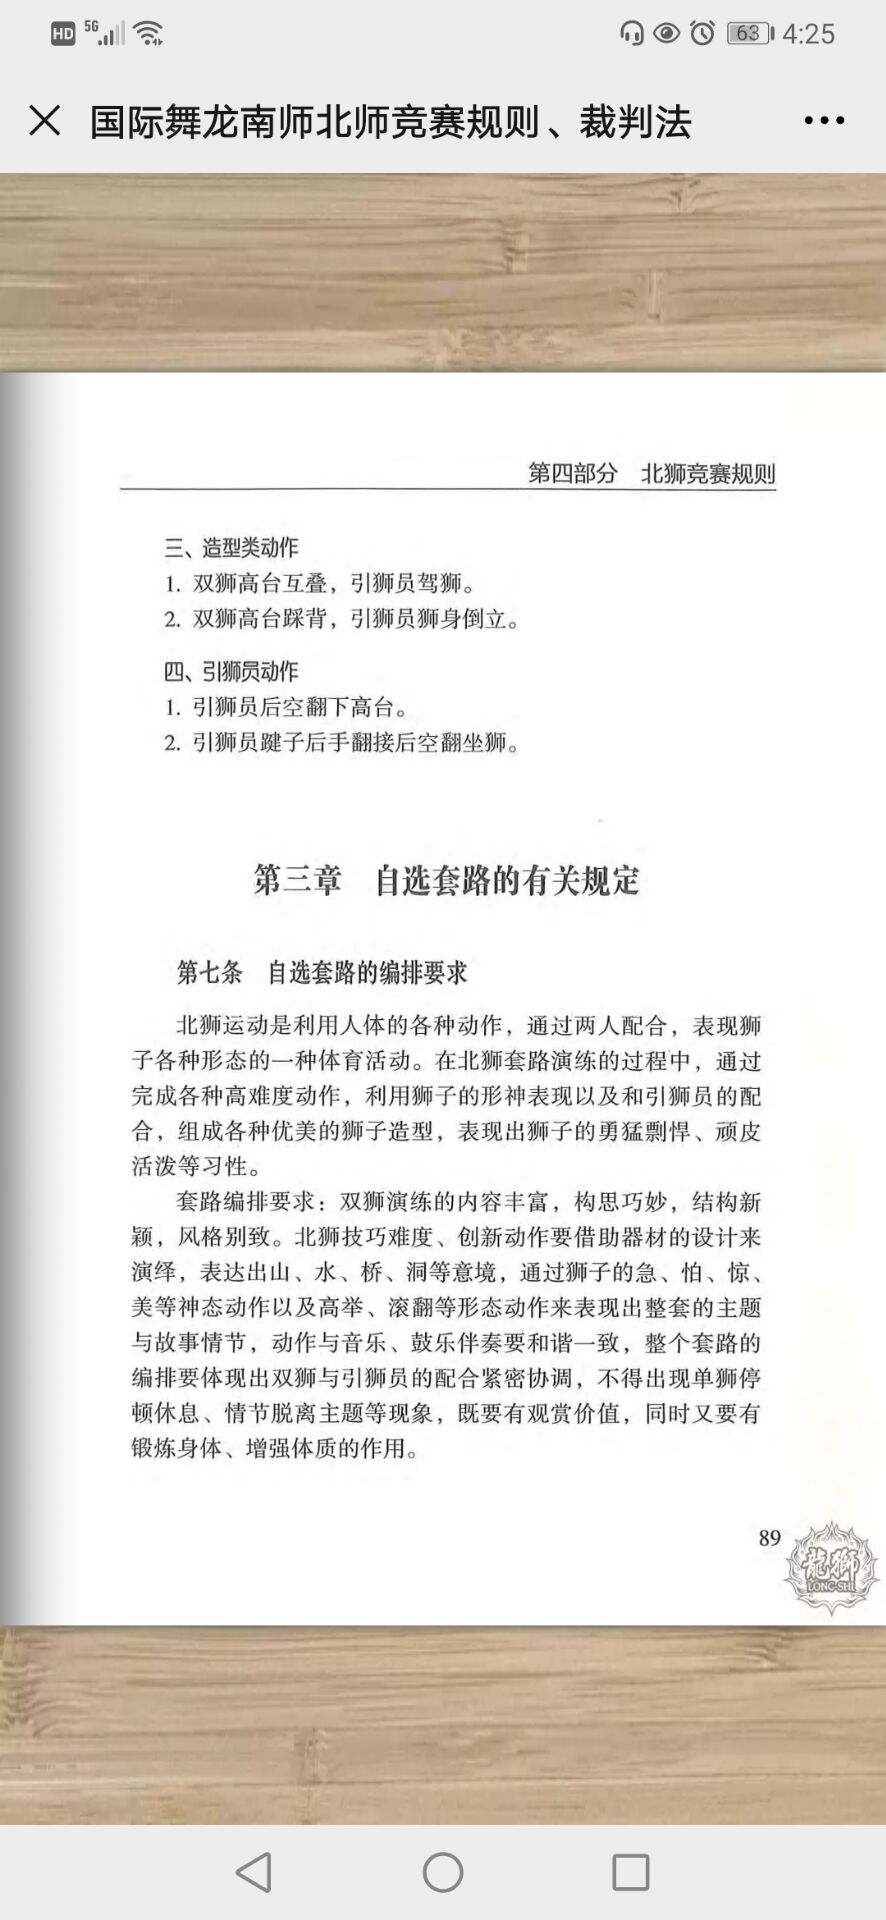 HD 5G 63 4:25
国际舞龙南师北师竞赛规则、裁判法
第四部分 北狮竞赛规则
三、造型类动作
1. 双狮高台互叠，引狮员驾狮。
2. 双狮高台踩背，引狮员狮身倒立。
四、引狮员动作
1. 引狮员后空翻下高台。
2. 引狮员踺子后手翻接后空翻坐狮。
第三章 自选套路的有关规定
第七条 自选套路的编排要求
北狮运动是利用人体的各种动作，通过两人配合，表现狮
子各种形态的一种体育活动。在北狮套路演练的过程中，通过
完成各种高难度动作，利用狮子的形神表现以及和引狮员的配
合，组成各种优美的狮子造型，表现出狮子的勇猛剽悍、顽皮
活泼等习性。
套路编排要求：双狮演练的内容丰富，构思巧妙，结构新
颖，风格别致。北狮技巧难度、创新动作要借助器材的设计来
演绎，表达出山、水、桥、洞等意境，通过狮子的急、怕、惊、
美等神态动作以及高举、滚翻等形态动作来表现出整套的主题
与故事情节，动作与音乐、鼓乐伴奏要和谐一致，整个套路的
编排要体现出双狮与引狮员的配合紧密协调，不得出现单狮停
顿休息、情节脱离主题等现象，既要有观赏价值，同时又要有
锻炼身体、增强体质的作用。
89
龍獅
LONG-SHI